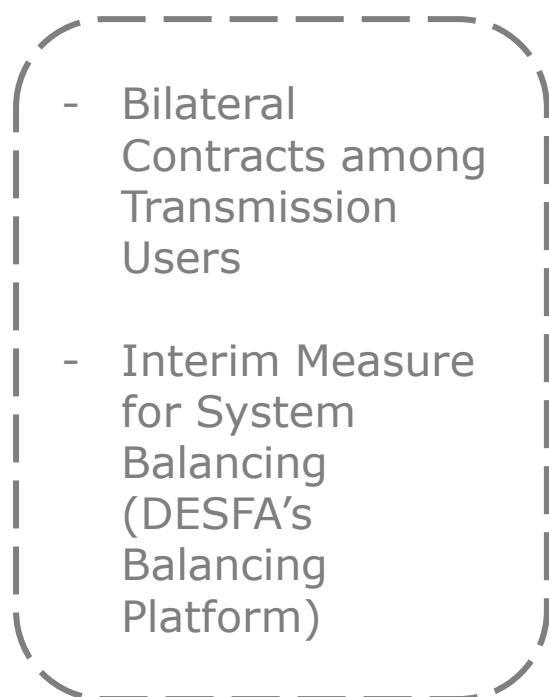 - Bilateral
Contracts among
Transmission
Users
- Interim Measure
for System
Balancing
(DESFA’s
Balancing
Platform)